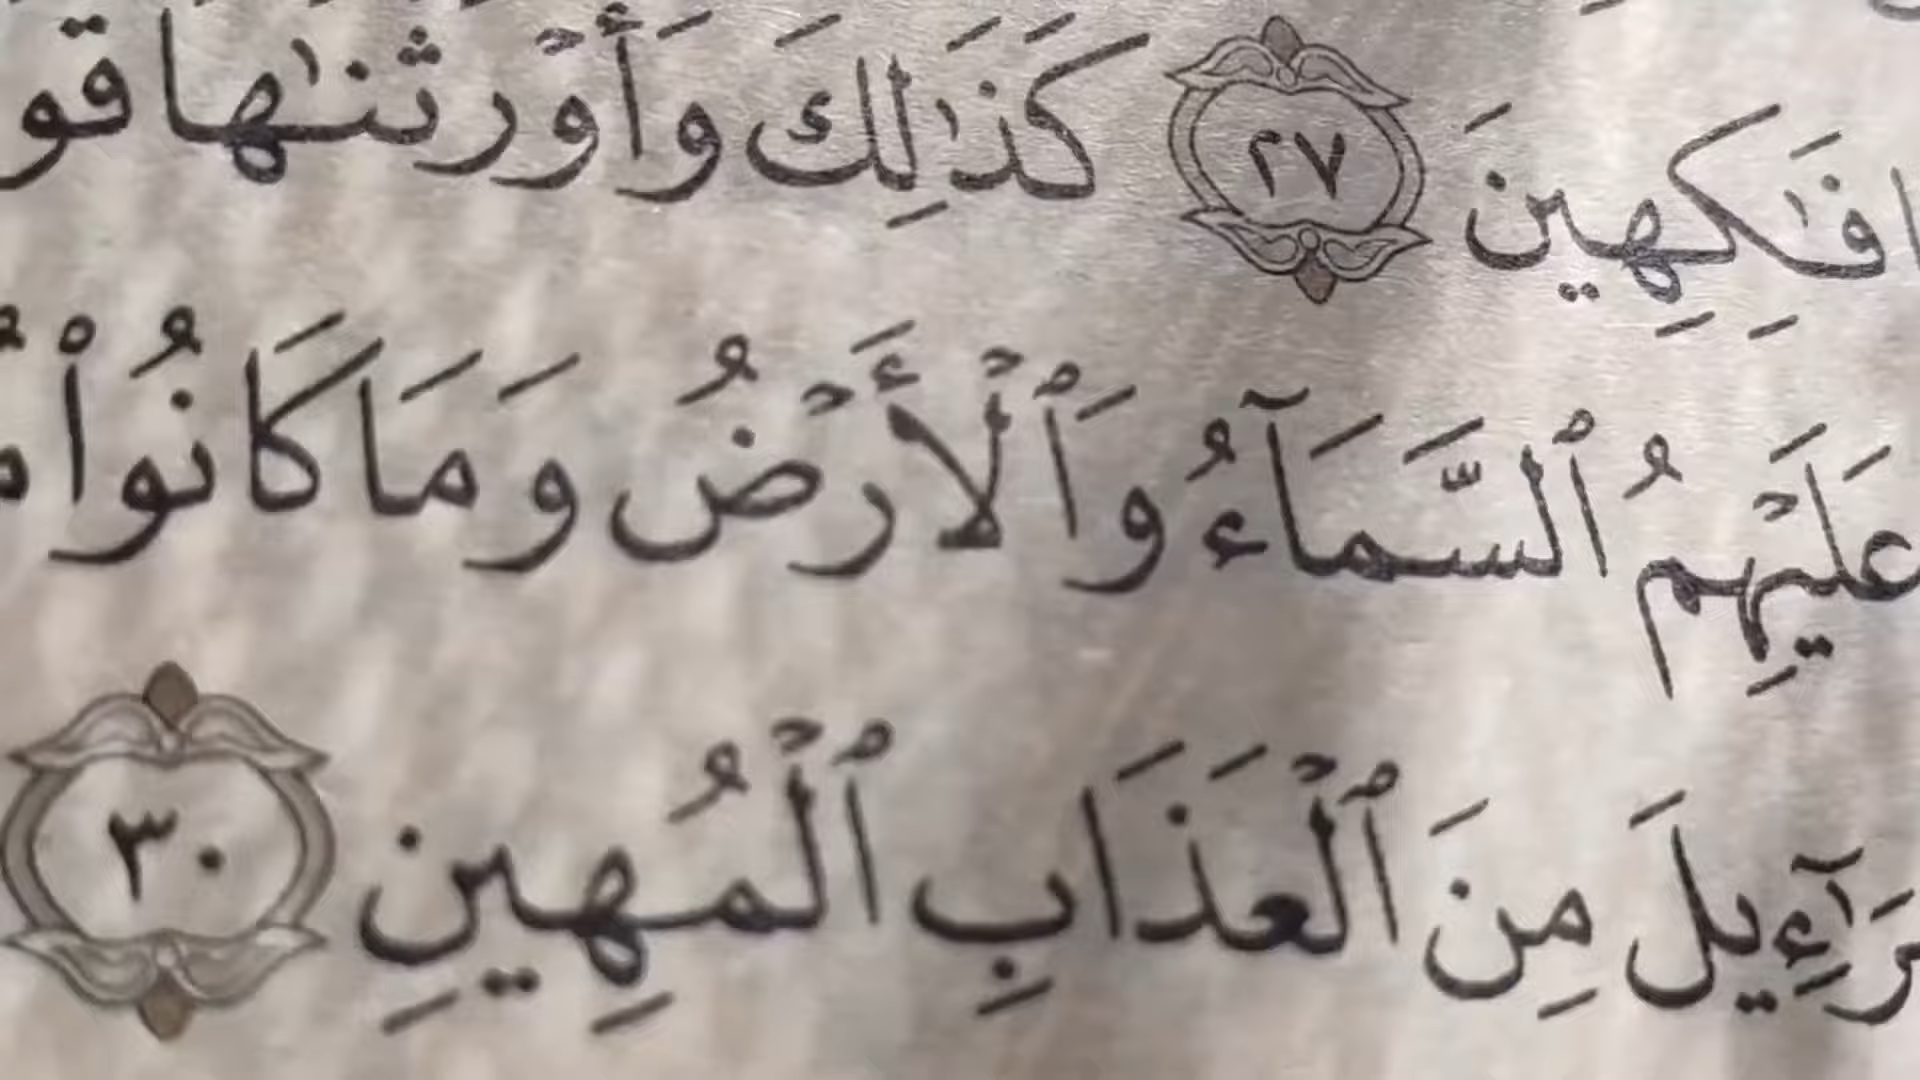 فَـٰكِهِينَ ٢٧ كَذَٰلِكَ وَأَوْرَثْنَـٰهَا
عَلَيْهِمُ ٱلسَّمَآءُ وَٱلْأَرْضُ وَمَا كَانُوا۟
مِنَ ٱلْعَذَابِ ٱلْمُهِينِ ٣٠